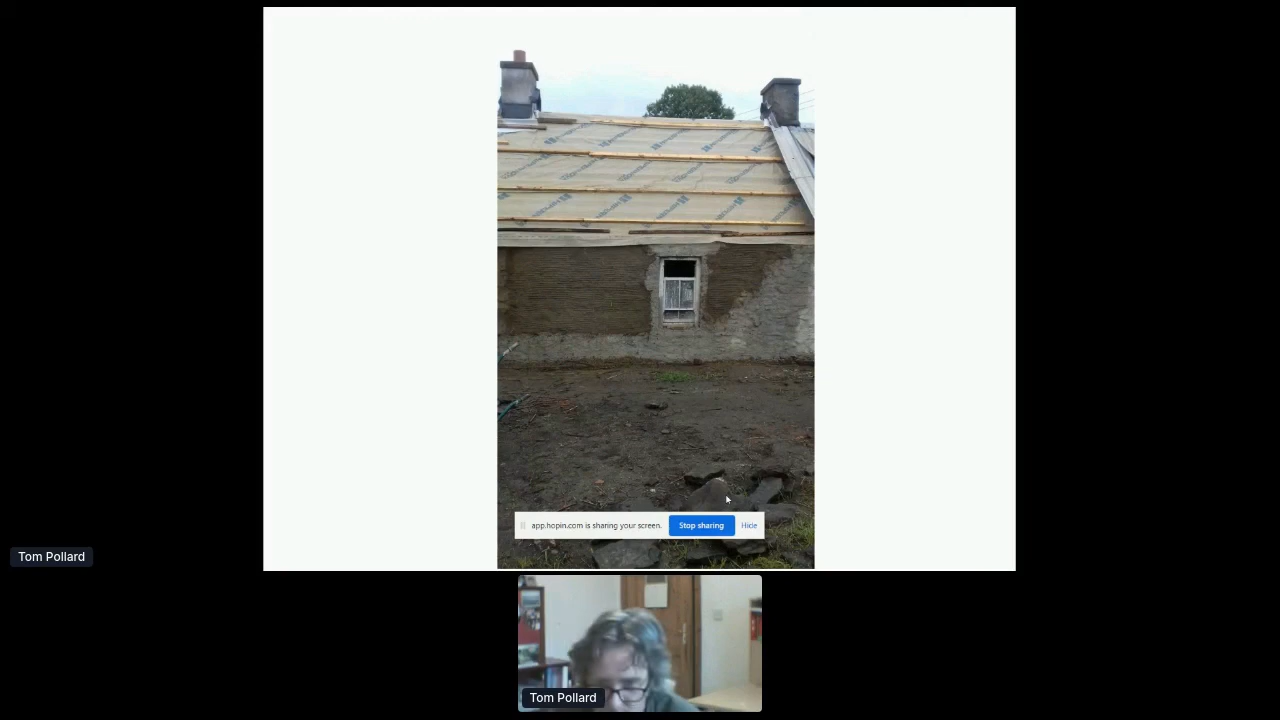 app.hopin.com is sharing your screen.
Stop sharing
Hide
Tom Pollard
Tom Pollard